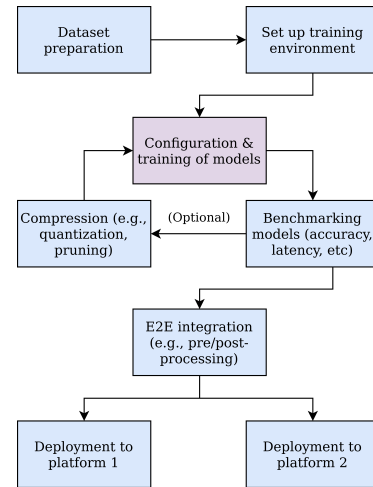 Dataset
preparation
Set up training
environment
Configuration &
training of models
Compression (e.g.,
quantization,
pruning)
(Optional)
Benchmarking
models (accuracy,
latency, etc)
E2E integration
(e.g., pre/post-
processing)
Deployment to
platform 1
Deployment to
platform 2